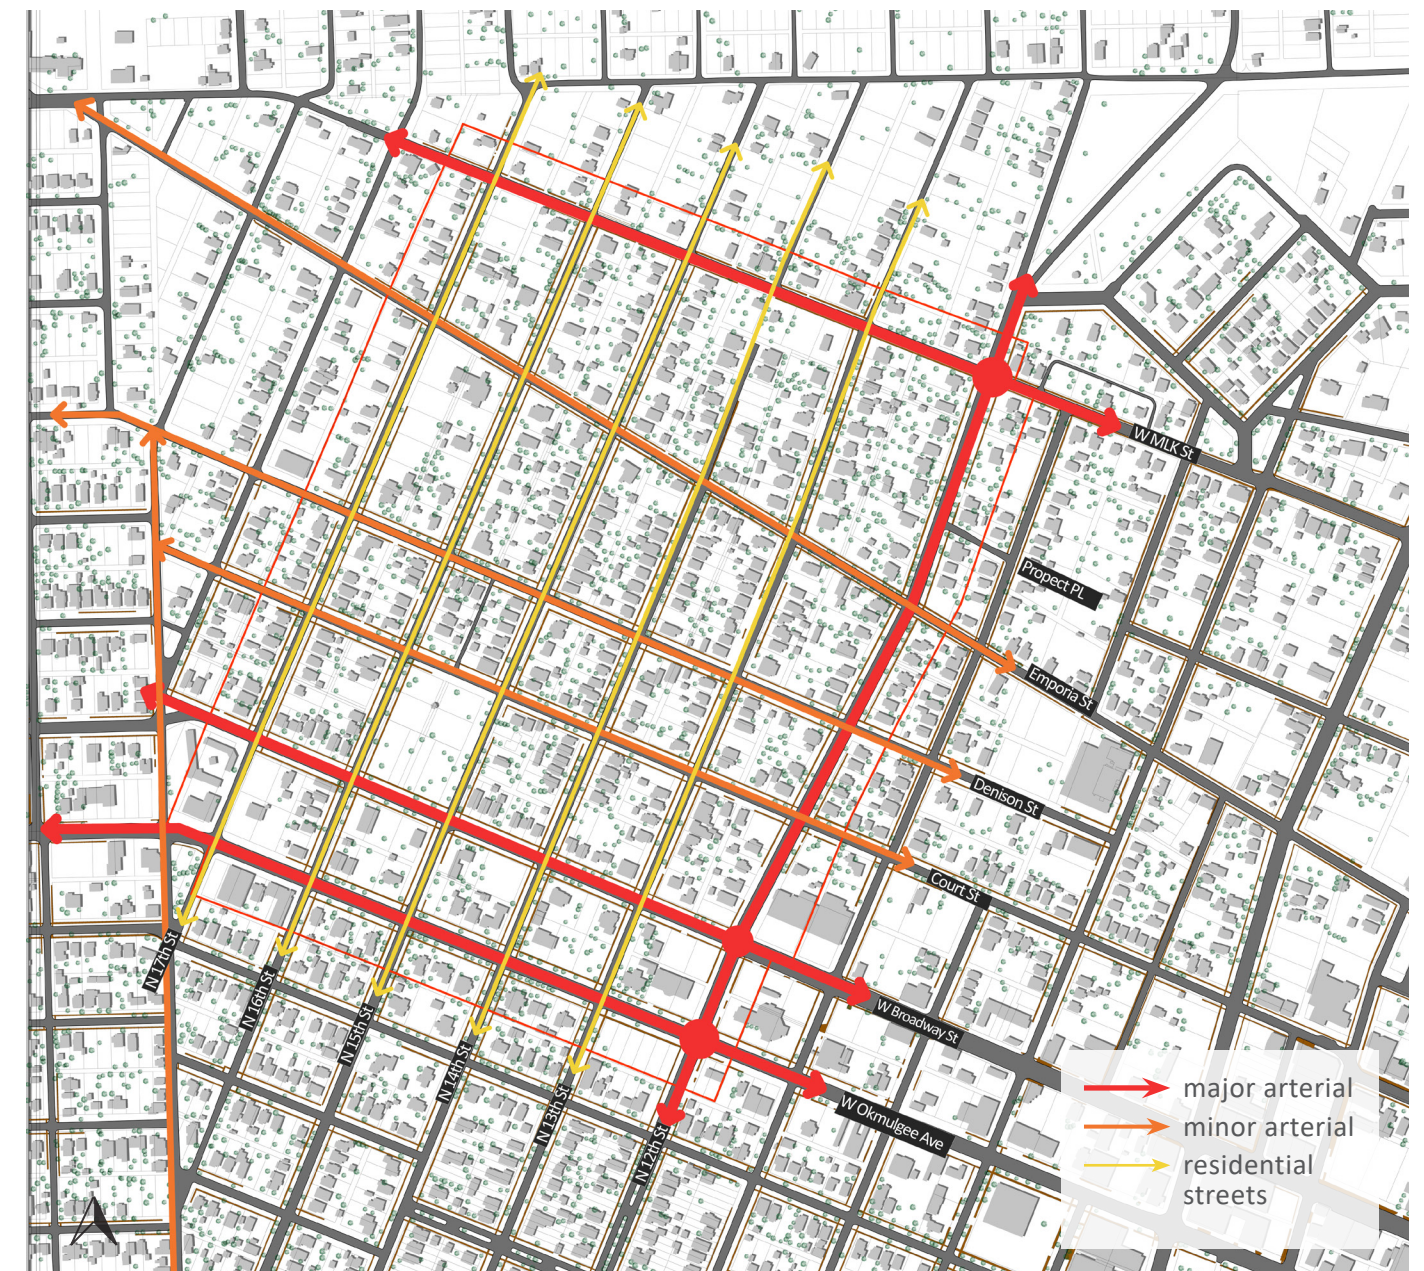 W MLK St
Propect PL
Emporia St
Denison St
Court St
N 17th St
N 16th St
N 15th St
W Broadway St
N 14th St
N 13th St
N 12th St
W Okmulgee Ave
major arterial
minor arterial
residential
streets